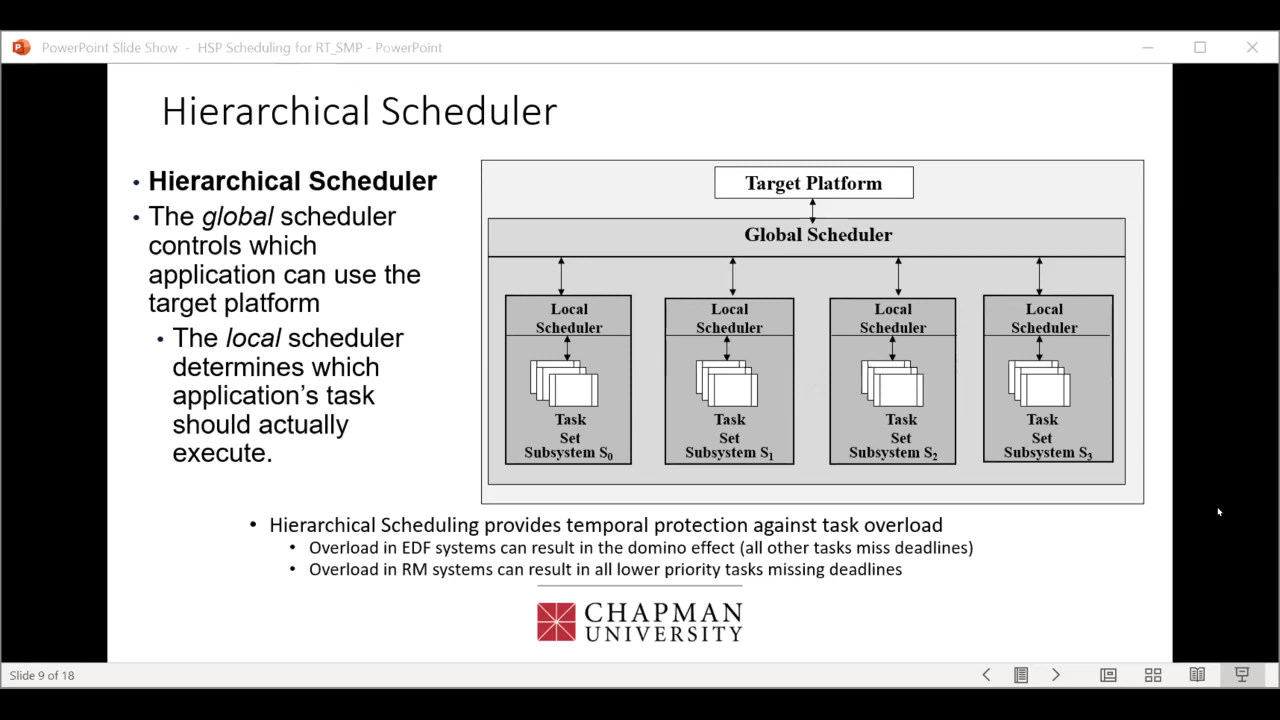 PowerPoint Slide Show - HSP Scheduling for RT_SMP - PowerPoint
Hierarchical Scheduler
• Hierarchical Scheduler
• The global scheduler
controls which
application can use the
target platform
• The local scheduler
determines which
application's task
should actually
execute.
Target Platform
Global Scheduler
Local
Scheduler
Task
Set
Subsystem S0
Local
Scheduler
Task
Set
Subsystem S1
Local
Scheduler
Task
Set
Subsystem S2
Local
Scheduler
Task
Set
Subsystem S3
• Hierarchical Scheduling provides temporal protection against task overload
• Overload in EDF systems can result in the domino effect (all other tasks miss deadlines)
• Overload in RM systems can result in all lower priority tasks missing deadlines
CHAPMAN
UNIVERSITY
Slide 9 of 18